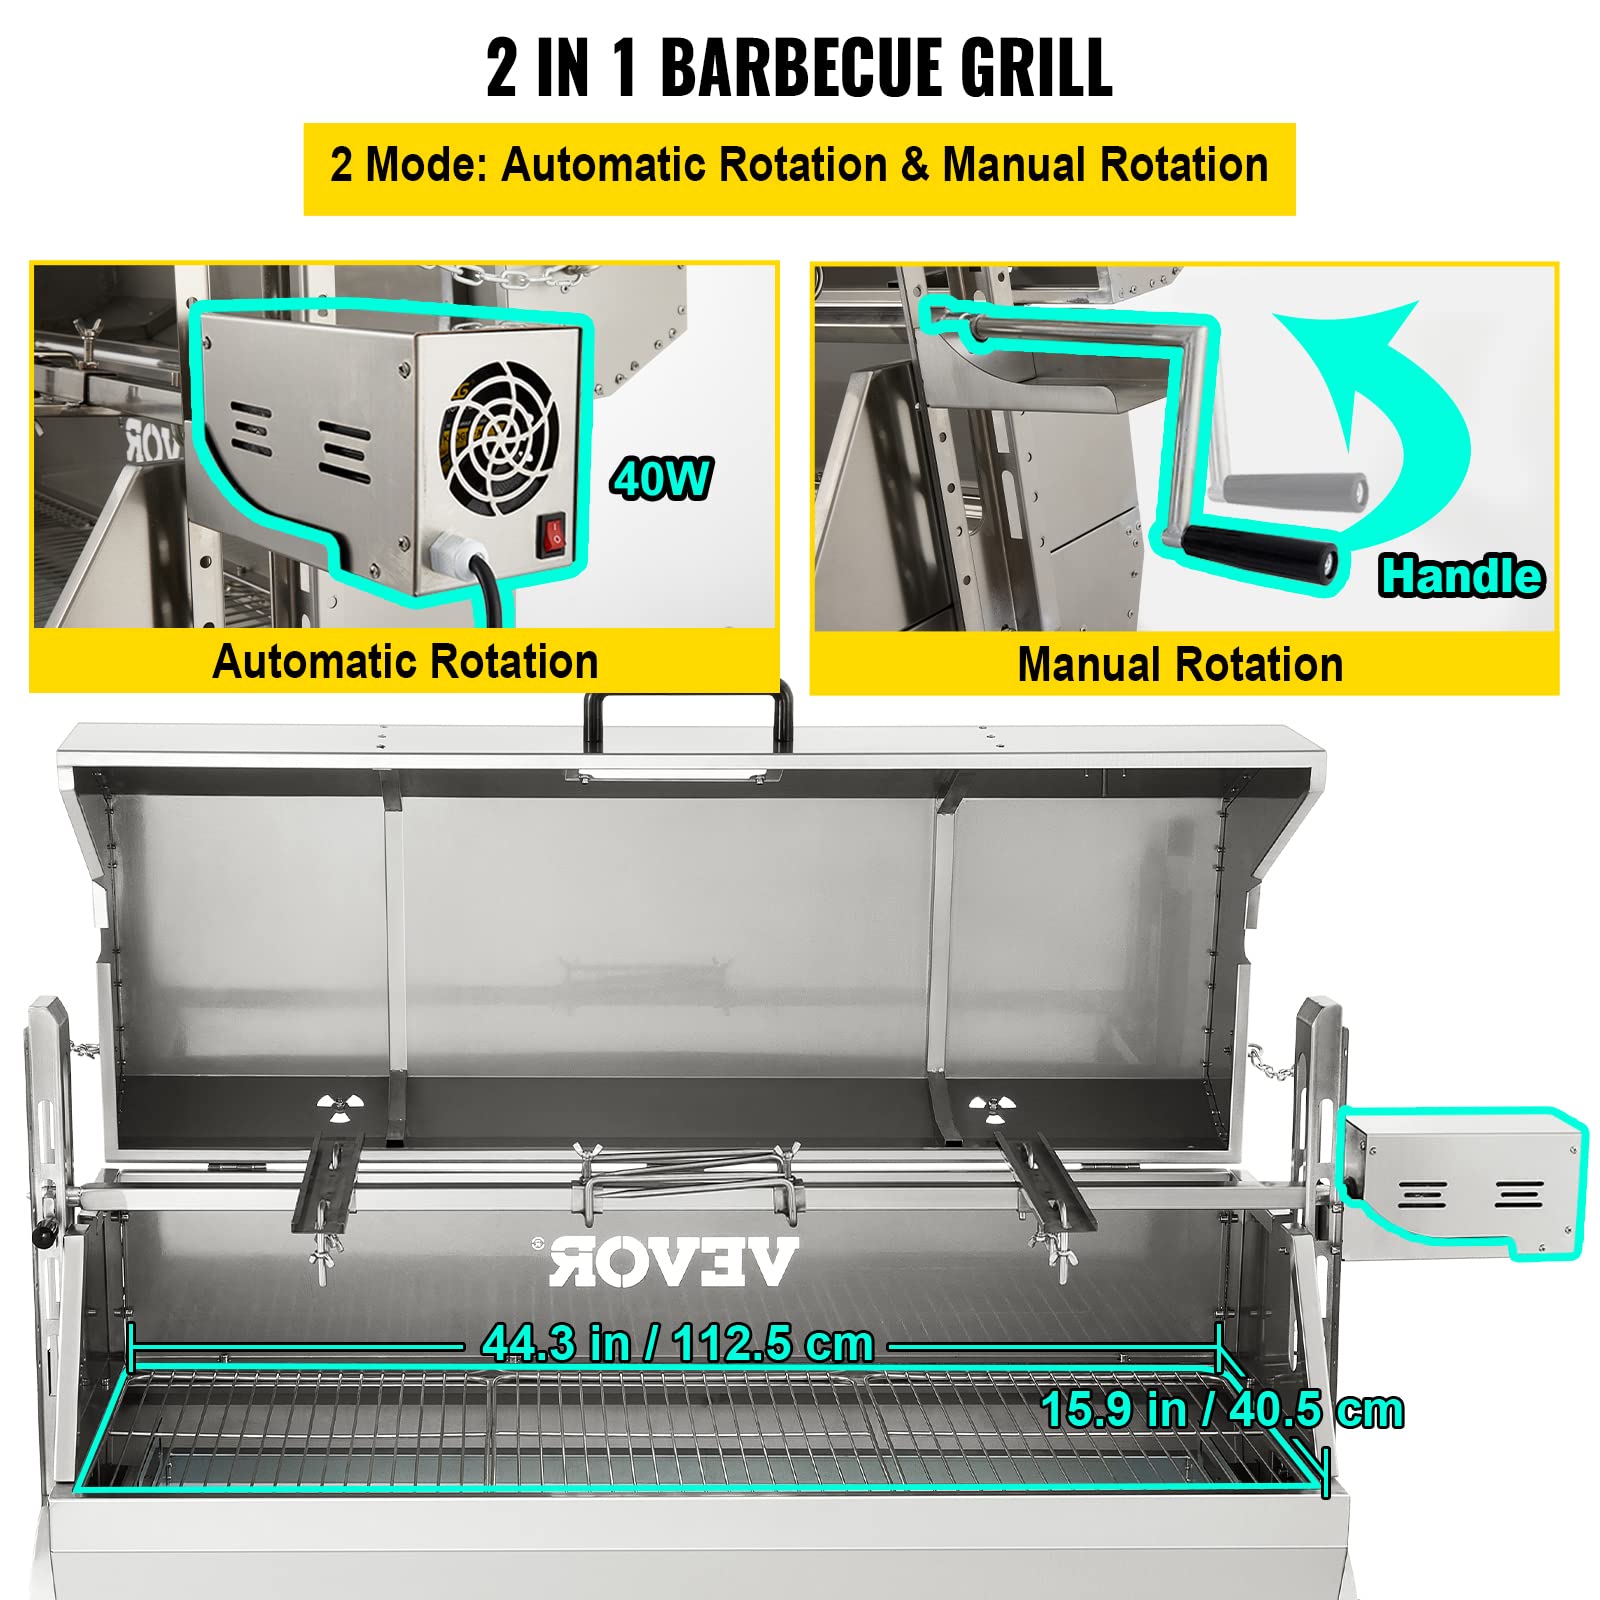 2 IN 1 BARBECUE GRILL
2 Mode: Automatic Rotation & Manual Rotation
VEVOR
40W
Automatic Rotation
Handle
Manual Rotation
VEVOR®
44.3 in / 112.5 cm
15.9 in / 40.5 cm